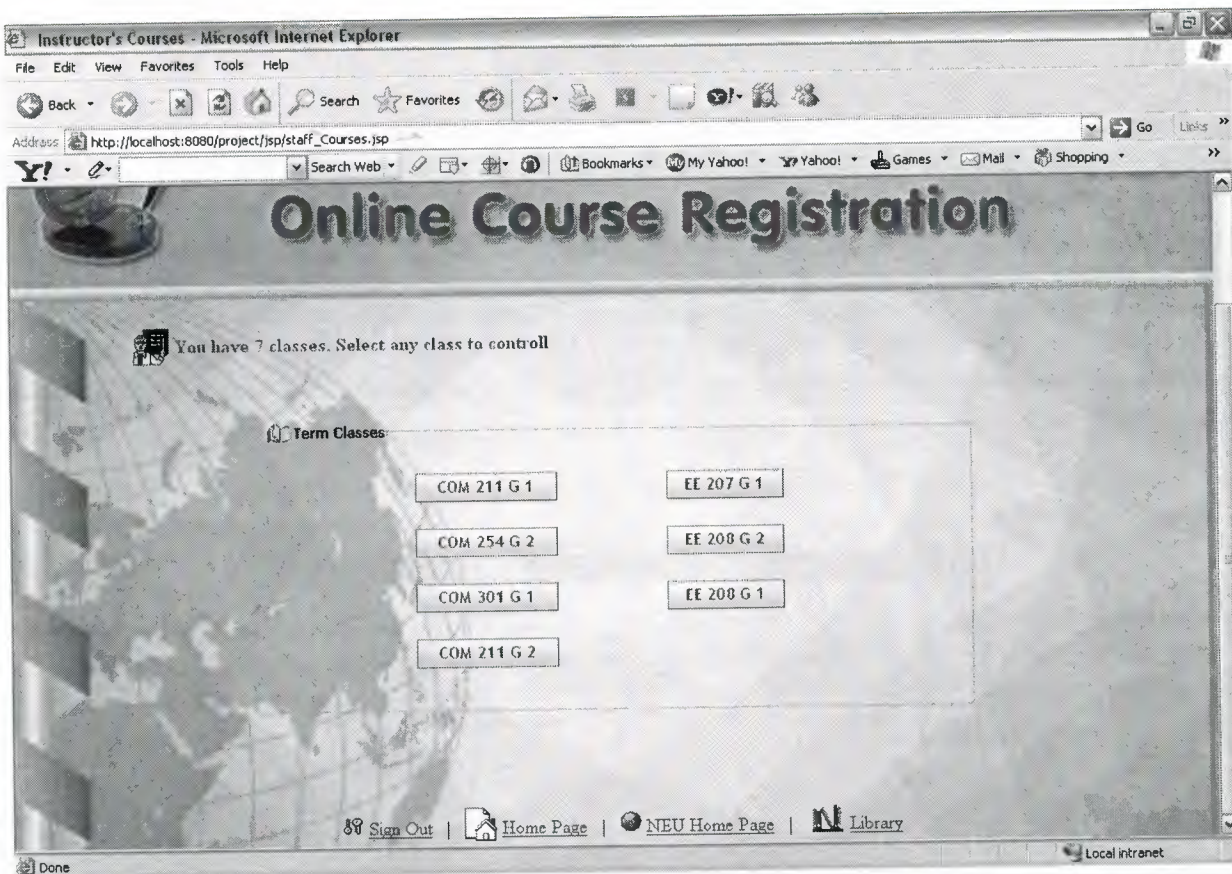 Instructor's Courses - Microsoft Internet Explorer
File Edit View Favorites Tools Help
Back Search Favorites
Address http://localhost:8080/project/jsp/staff_Courses.jsp Go Links »
Y! Search Web Bookmarks My Yahoo! Yahoo! Games Mail Shopping »
Online Course Registration
You have 7 classes. Select any class to controll
Term Classes
COM 211 G 1 EE 207 G 1
COM 254 G 2 EE 208 G 2
COM 301 G 1 EE 208 G 1
COM 211 G 2
Sign Out | Home Page | NEU Home Page | Library
Done Local intranet